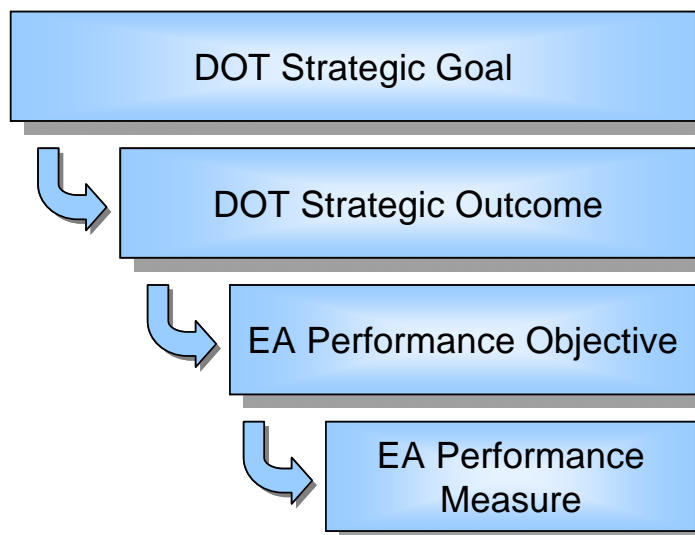 DOT Strategic Goal
DOT Strategic Outcome
EA Performance Objective
EA Performance
Measure